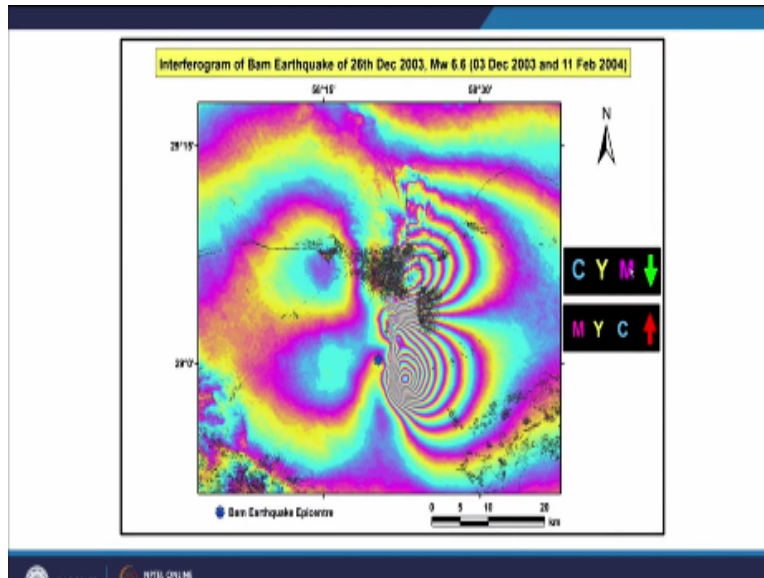 Interferogram of Bam Earthquake of 26th Dec 2003, Mw 6.6 (03 Dec 2003 and 11 Feb 2004)
58°15' 58°30'
N
29°15'
C Y M
M Y C
29°0'
Bam Earthquake Epicentre
0 5 10 20
km
NPTEL ONLINE